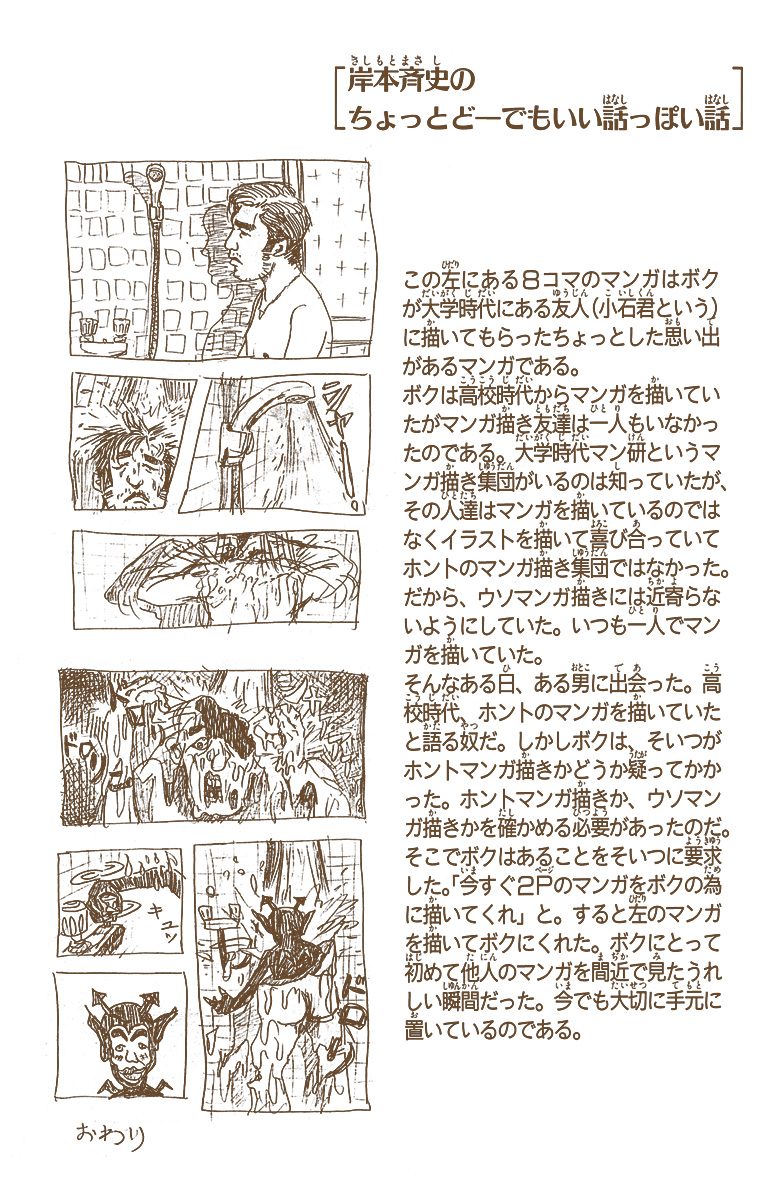 岸本斉史の
ちょっとどーでもいい話っぽい話
この左にある8コマのマンガはボク
が大学時代にある友人(小石君という)
に描いてもらったちょっとした思い出
があるマンガである。
ボクは高校時代からマンガを描いてい
たがマンガ描き友達は一人もいなかっ
たのである。大学時代マン研というマ
ンガ描き集団がいるのは知っていたが、
その人達はマンガを描いているのでは
なくイラストを描いて喜び合っていて
ホントのマンガ描き集団ではなかった。
だから、ウソマンガ描きには近寄らな
いようにしていた。いつも一人でマン
ガを描いていた。
そんなある日、ある男に出会った。高
校時代、ホントのマンガを描いていた
と語る奴だ。しかしボクは、そいつが
ホントマンガ描きかどうか疑ってかか
った。ホントマンガ描きか、ウソマン
ガ描きかを確かめる必要があったのだ。
そこでボクはあることをそいつに要求
した。「今すぐ2Pのマンガをボクの為
に描いてくれ」と。すると左のマンガ
を描いてボクにくれた。ボクにとって
初めて他人のマンガを間近で見たうれ
しい瞬間だった。今でも大切に手元に
置いているのである。
ドロ
キュッ
おわり